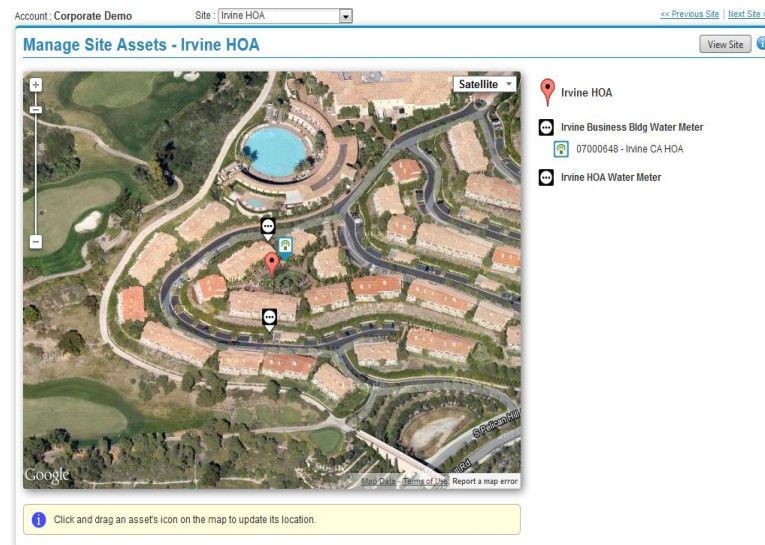 Account : Corporate Demo Site : Irvine HOA << Previous Site | Next Site >
Manage Site Assets - Irvine HOA View Site
Satellite
Irvine HOA
Irvine Business Bldg Water Meter
07000648 - Irvine CA HOA
Irvine HOA Water Meter
S Pelican Hill
Rd
Google
Map Data - Terms of Use Report a map error
Click and drag an asset's icon on the map to update its location.